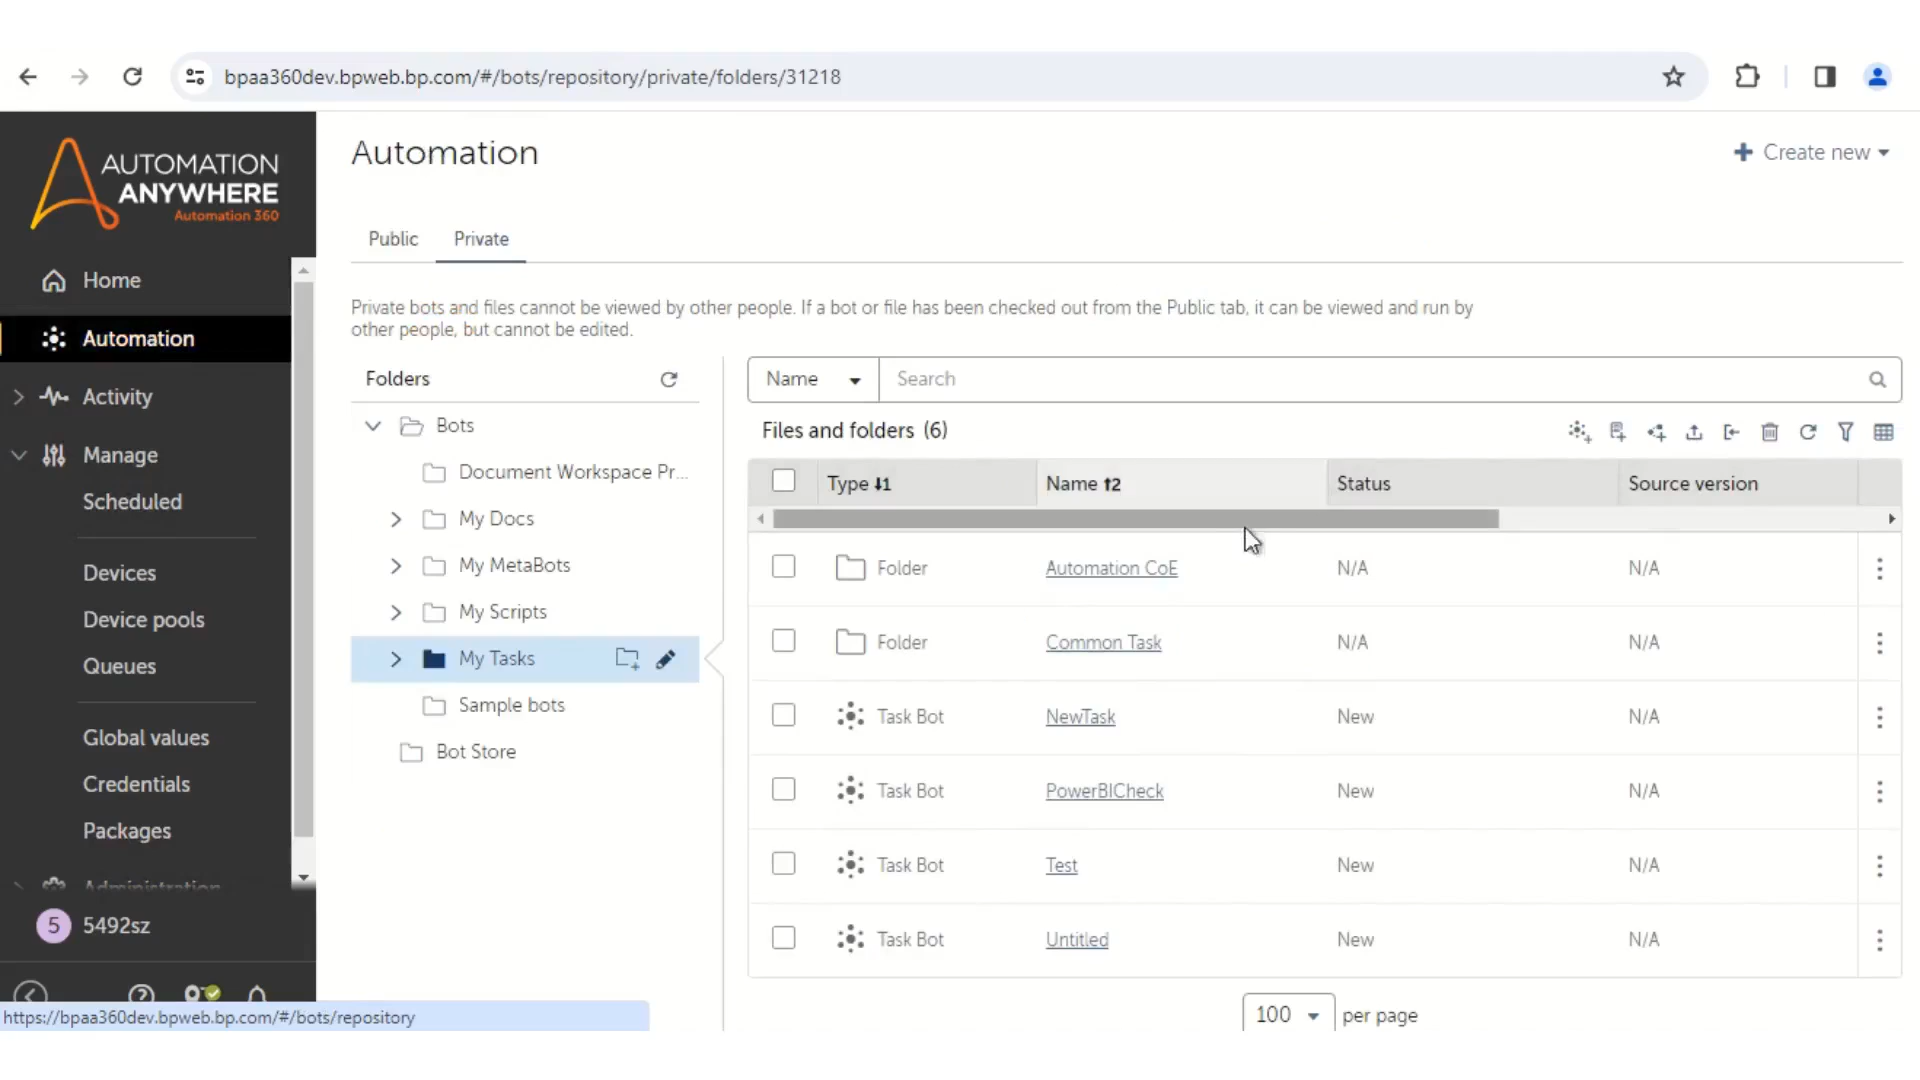 bpaa360dev.bpweb.bp.com/#/bots/repository/private/folders/31218
AUTOMATION
ANYWHERE
Automation 360
Home
Automation
Activity
Manage
Scheduled
Devices
Device pools
Queues
Global values
Credentials
Packages
Administration
5 5492sz
https://bpaa360dev.bpweb.bp.com/#/bots/repository
Automation
Create new
Public Private
Private bots and files cannot be viewed by other people. If a bot or file has been checked out from the Public tab, it can be viewed and run by
other people, but cannot be edited.
Folders
Bots
Document Workspace Pr...
My Docs
My MetaBots
My Scripts
My Tasks
Sample bots
Bot Store
Name Search
Files and folders (6)
Type 1 Name 2 Status Source version
Folder Automation CoE N/A N/A
Folder Common Task N/A N/A
Task Bot NewTask New N/A
Task Bot PowerBICheck New N/A
Task Bot Test New N/A
Task Bot Untitled New N/A
100 per page